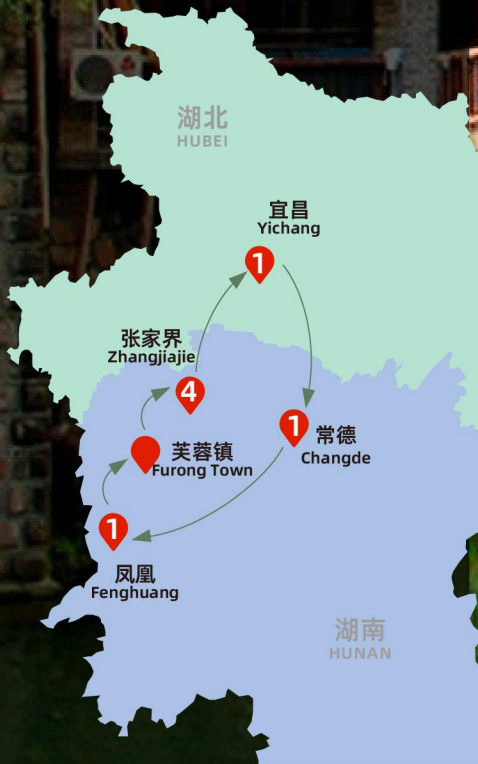 湖北
HUBEI
宜昌
Yichang
1
张家界
Zhangjiajie
4
1
常德
Changde
芙蓉镇
Furong Town
1
凤凰
Fenghuang
湖南
HUNAN